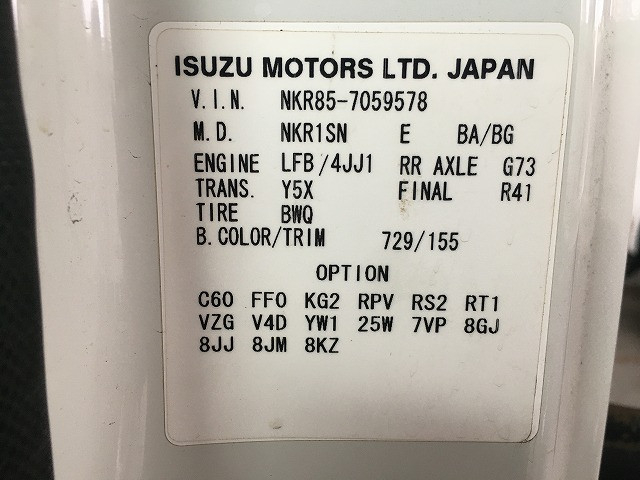 ISUZU MOTORS LTD. JAPAN
V.I.N. NKR85-7059578
M.D. NKR1SN E BA/BG
ENGINE LFB/4JJ1 RR AXLE G73
TRANS. Y5X FINAL R41
TIRE BWQ
B.COLOR/TRIM 729/155
OPTION
C60 FF0 KG2 RPV RS2 RT1
VZG V4D YW1 25W 7VP 8GJ
8JJ 8JM 8KZ